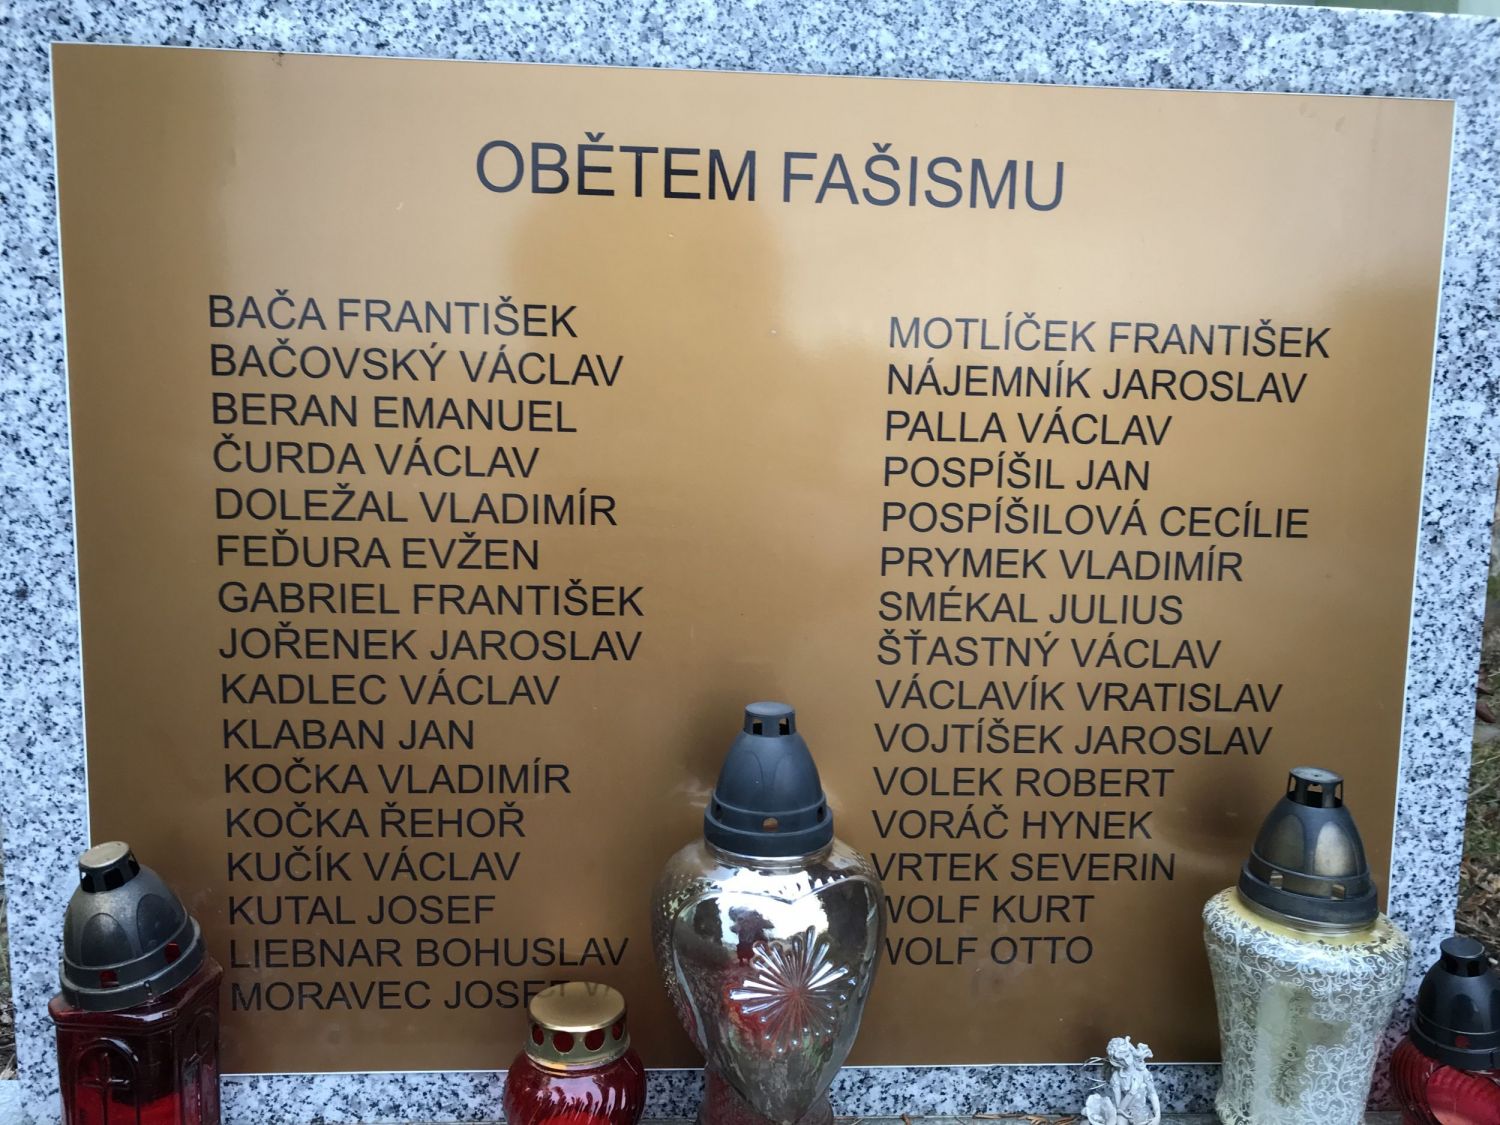 OBĚTEM FAŠISMU
BAČA FRANTIŠEK
BAČOVSKÝ VÁCLAV
BERAN EMANUEL
ČURDA VÁCLAV
DOLEŽAL VLADIMÍR
FEĎURA EVŽEN
GABRIEL FRANTIŠEK
JOŘENEK JAROSLAV
KADLEC VÁCLAV
KLABAN JAN
KOČKA VLADIMÍR
KOČKA ŘEHOŘ
KUČÍK VÁCLAV
KUTAL JOSEF
LIEBNAR BOHUSLAV
MORAVEC JOSEF
MOTLÍČEK FRANTIŠEK
NÁJEMNÍK JAROSLAV
PALLA VÁCLAV
POSPÍŠIL JAN
POSPÍŠILOVÁ CECÍLIE
PRYMEK VLADIMÍR
SMÉKAL JULIUS
ŠŤASTNÝ VÁCLAV
VÁCLAVÍK VRATISLAV
VOJTÍŠEK JAROSLAV
VOLEK ROBERT
VORÁČ HYNEK
VRTEK SEVERIN
WOLF KURT
WOLF OTTO